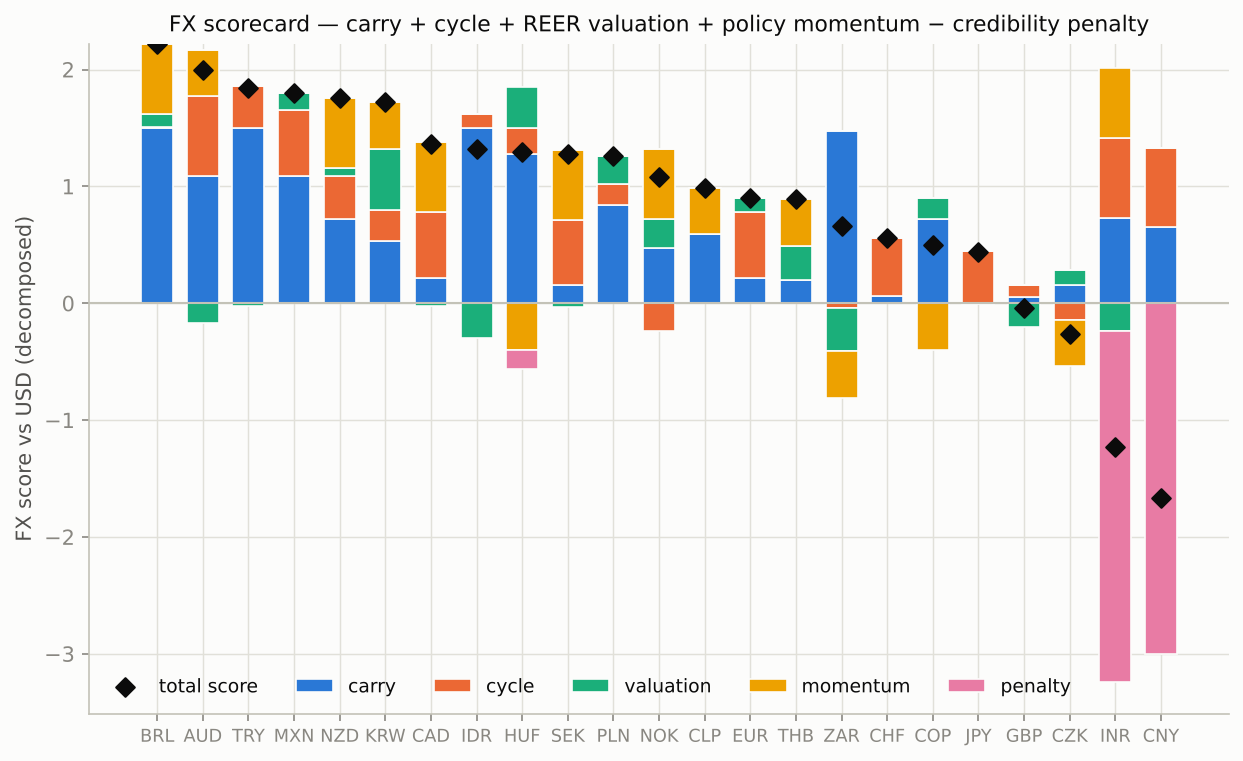 FX scorecard — carry + cycle + REER valuation + policy momentum − credibility penalty
FX score vs USD (decomposed)
2
1
0
−1
−2
−3
total score carry cycle valuation momentum penalty
BRL AUD TRY MXN NZD KRW CAD IDR HUF SEK PLN NOK CLP EUR THB ZAR CHF COP JPY GBP CZK INR CNY